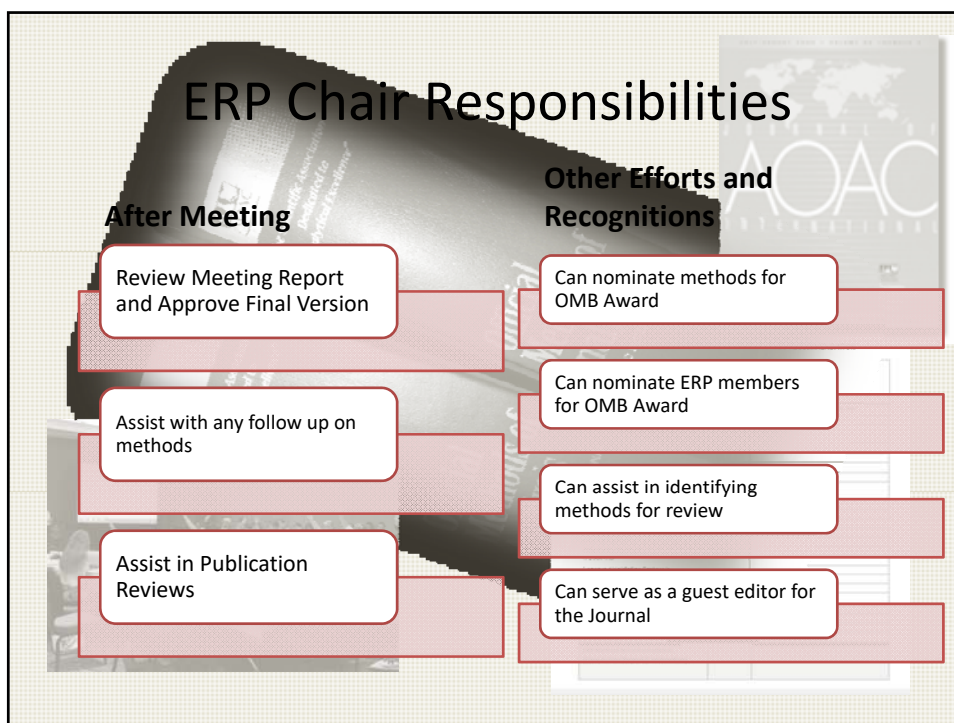 ERP Chair Responsibilities
After Meeting
Review Meeting Report
and Approve Final Version
Assist with any follow up on
methods
Assist in Publication
Reviews
Other Efforts and
Recognitions
Can nominate methods for
OMB Award
Can nominate ERP members
for OMB Award
Can assist in identifying
methods for review
Can serve as a guest editor for
the Journal
AOAC
INTERNATIONAL